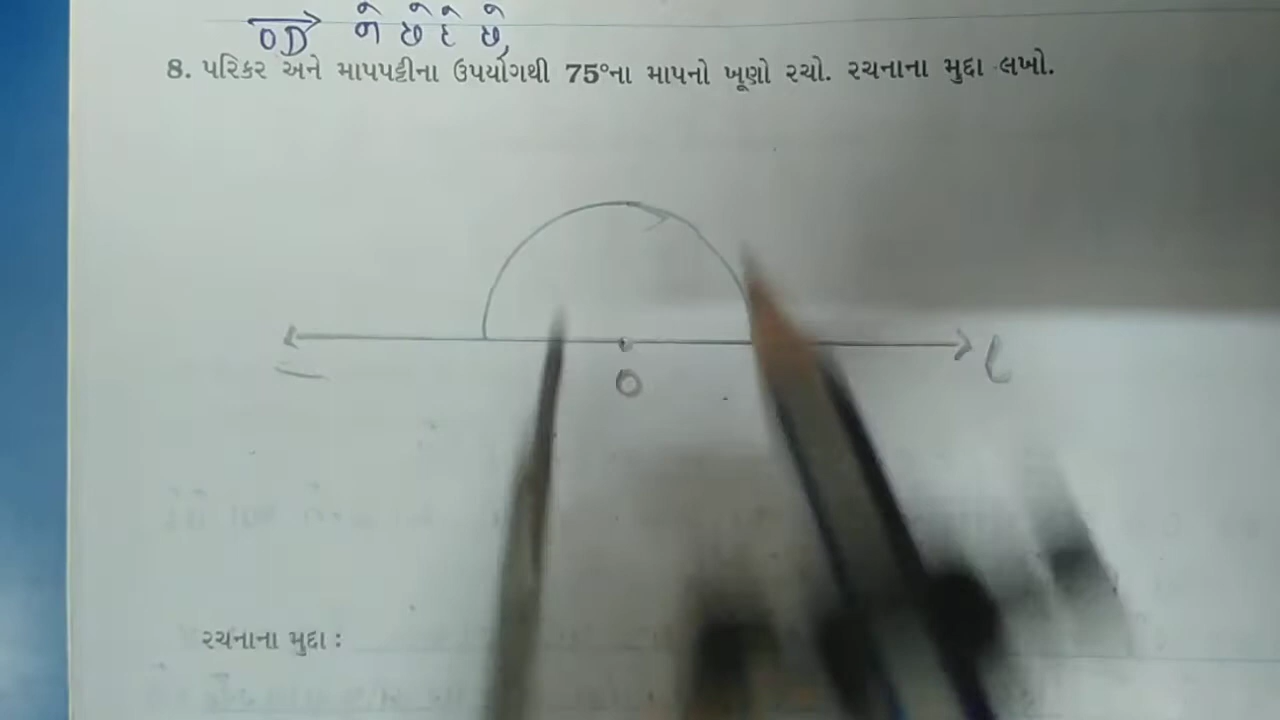 OD ને છેદે છે,
8. પરિકર અને માપપટ્ટીના ઉપયોગથી 75°ના માપનો ખૂણો રચો. રચનાના મુદ્દા લખો.
l
O
રચનાના મુદ્દા :